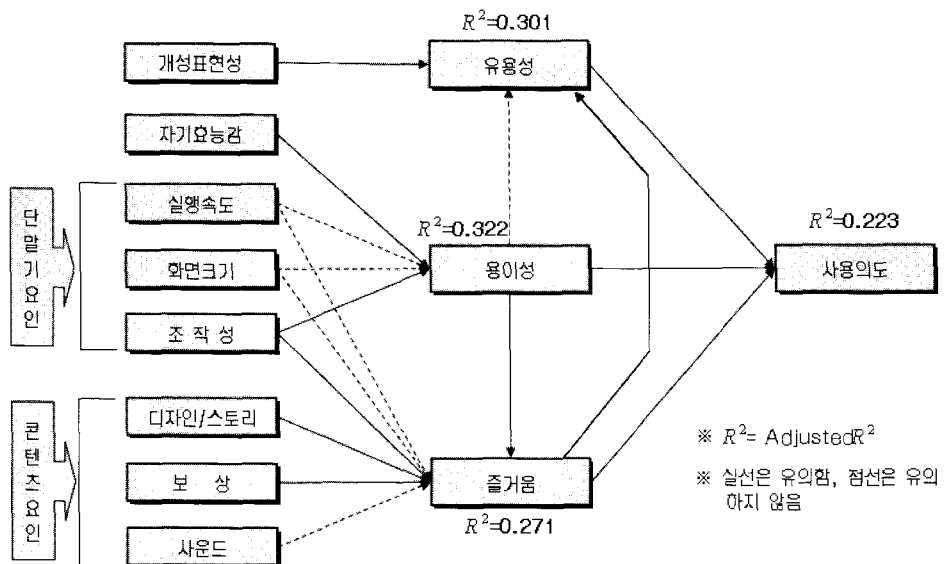 R²=0.301
개성표현성
유용성
자기효능감
단말기요인
실행속도
R²=0.322
R²=0.223
화면크기
용이성
사용의도
조 작 성
콘텐츠요인
디자인/스토리
※ R²= AdjustedR²
보 상
즐거움
※ 실선은 유의함, 점선은 유의
하지 않음
R²=0.271
사운드